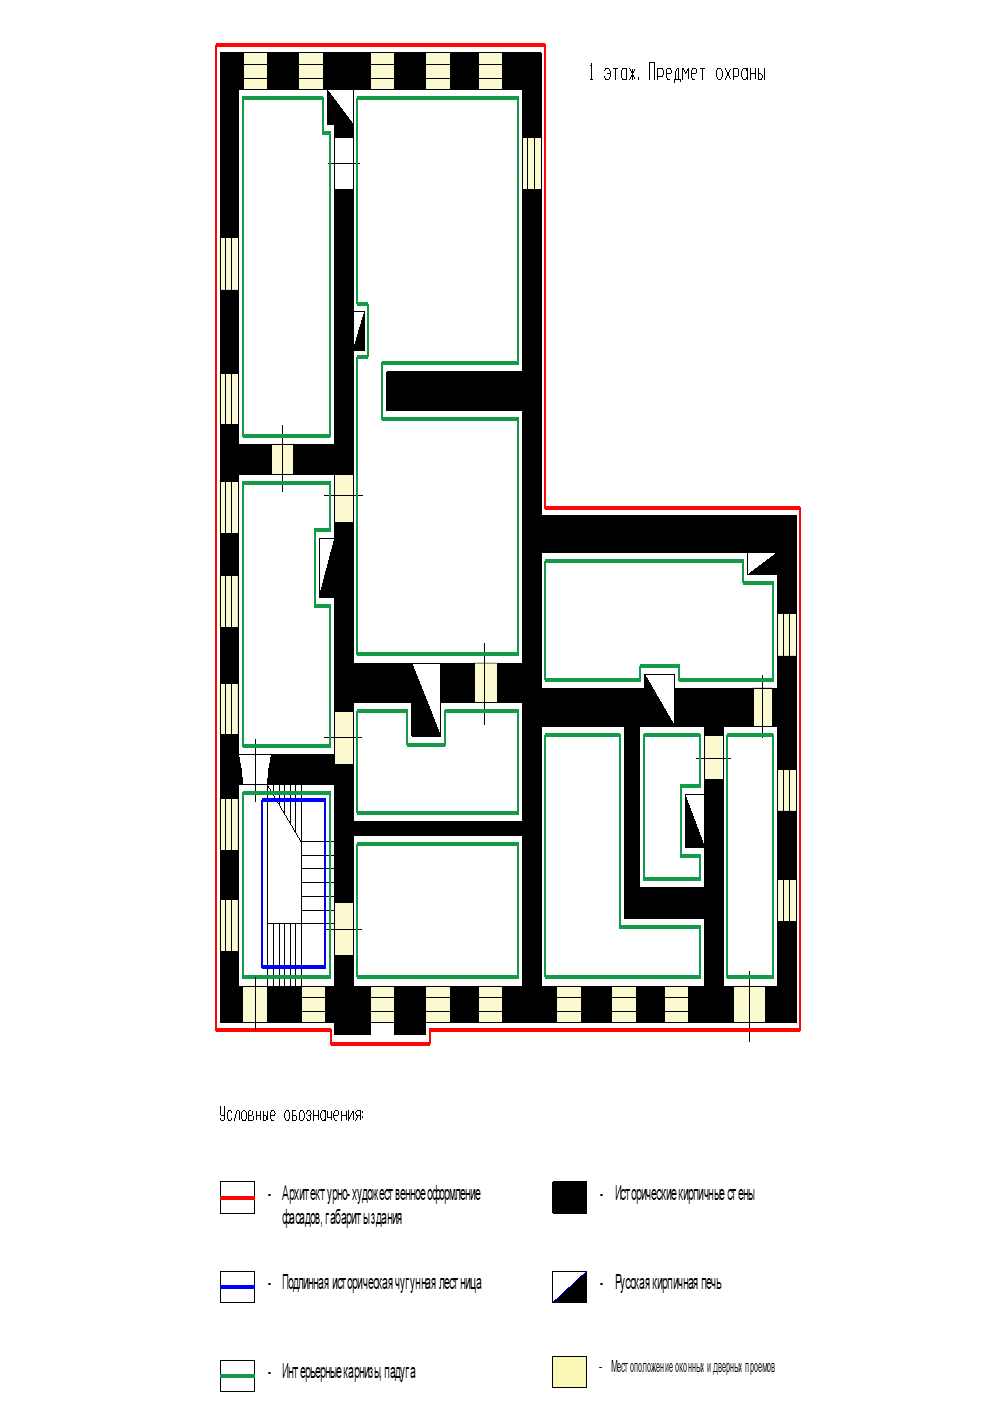 1 этаж. Предмет охраны
Условные обозначения:
- Архитектурно-художественное оформление
фасадов, габариты здания
- Исторические кирпичные стены
- Подлинная историческая чугунная лестница
- Русская кирпичная печь
- Интерьерные карнизы, падуга
- Местоположение оконных и дверных проемов